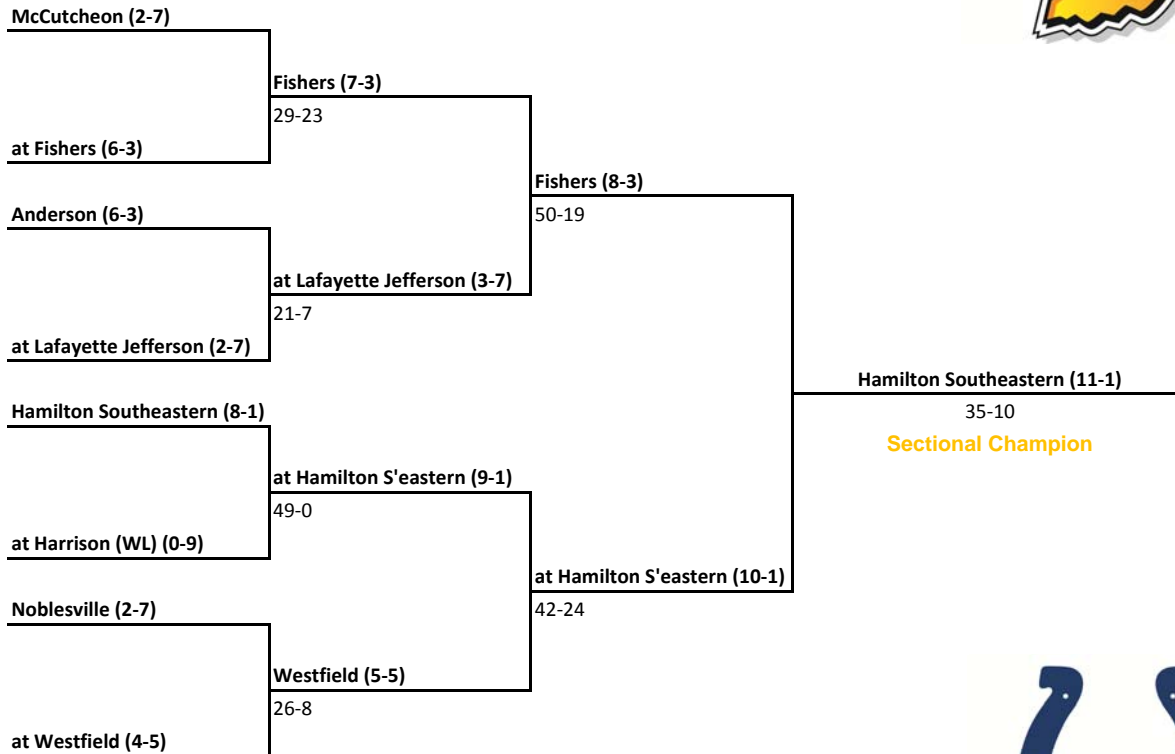 McCutcheon (2-7)
Fishers (7-3)
29-23
at Fishers (6-3)
Fishers (8-3)
50-19
Anderson (6-3)
at Lafayette Jefferson (3-7)
21-7
at Lafayette Jefferson (2-7)
Hamilton Southeastern (11-1)
35-10
Sectional Champion
Hamilton Southeastern (8-1)
at Hamilton S'eastern (9-1)
49-0
at Harrison (WL) (0-9)
at Hamilton S'eastern (10-1)
42-24
Noblesville (2-7)
Westfield (5-5)
26-8
at Westfield (4-5)